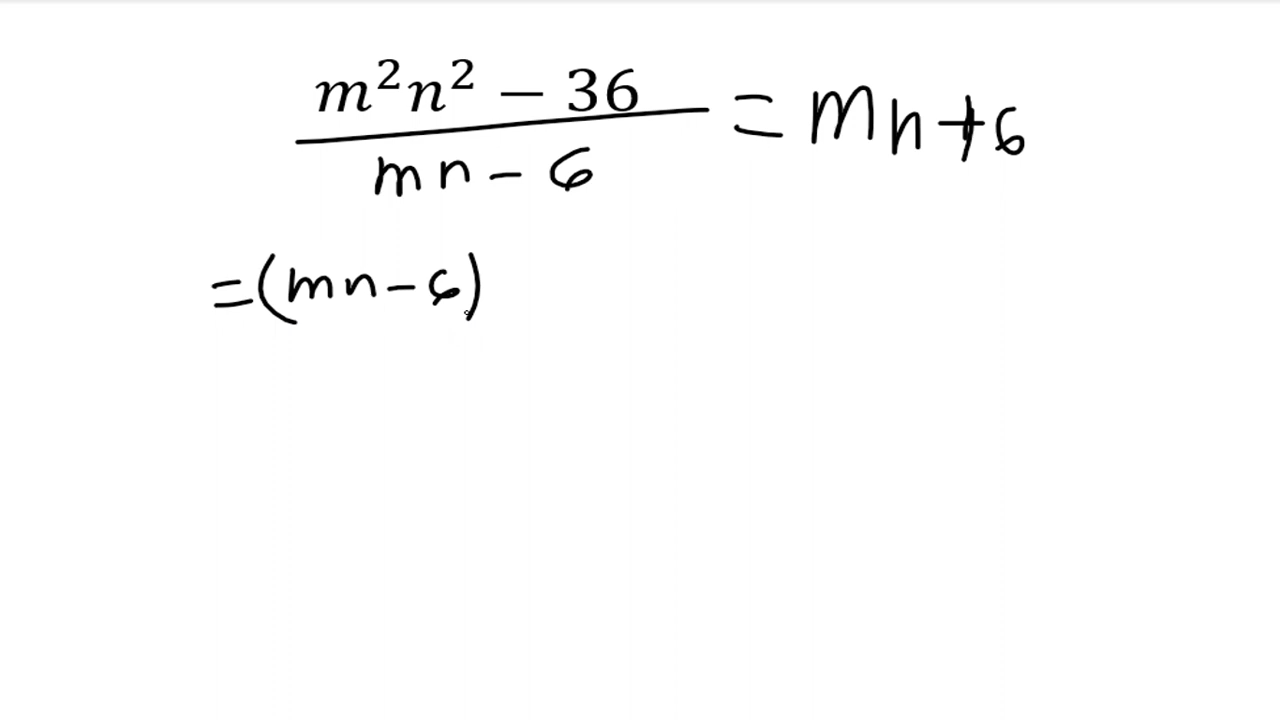 m²n² − 36
mn − 6
= mn + 6
= (mn − 6)